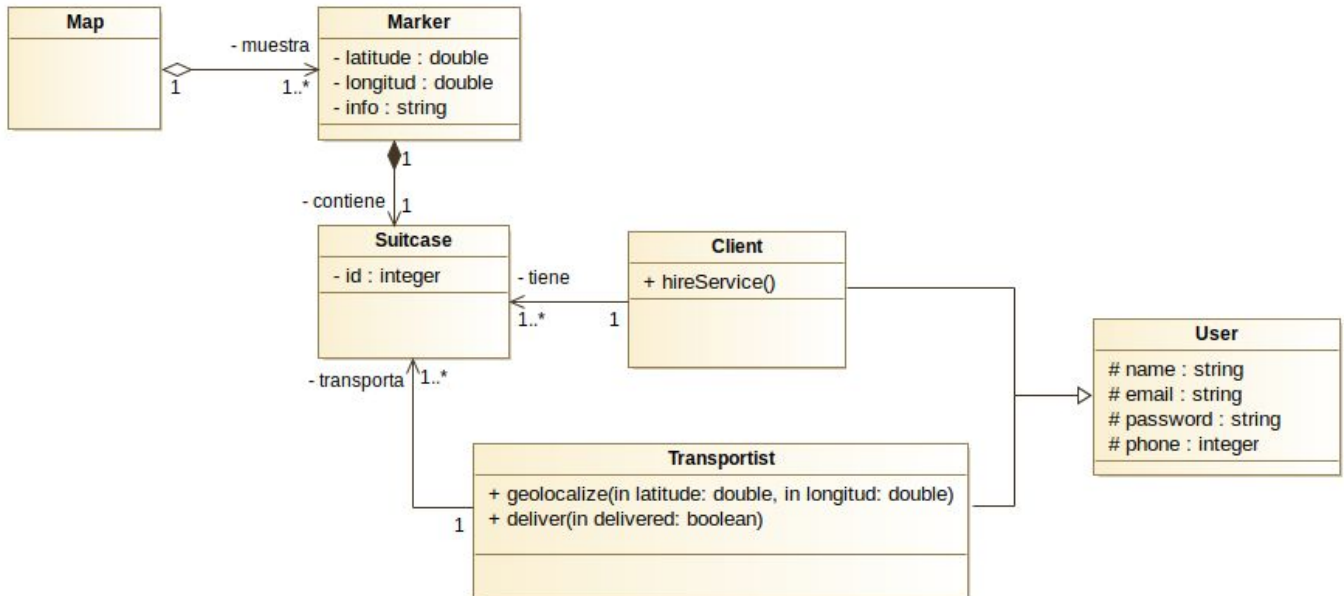 Map
Marker
- latitude : double
- longitud : double
- info : string
- muestra
1
1..*
1
- contiene
1
Suitcase
- id : integer
- tiene
1..*
1
Client
+ hireService()
User
# name : string
# email : string
# password : string
# phone : integer
- transporta
1..*
1
Transportist
+ geolocalize(in latitude: double, in longitud: double)
+ deliver(in delivered: boolean)